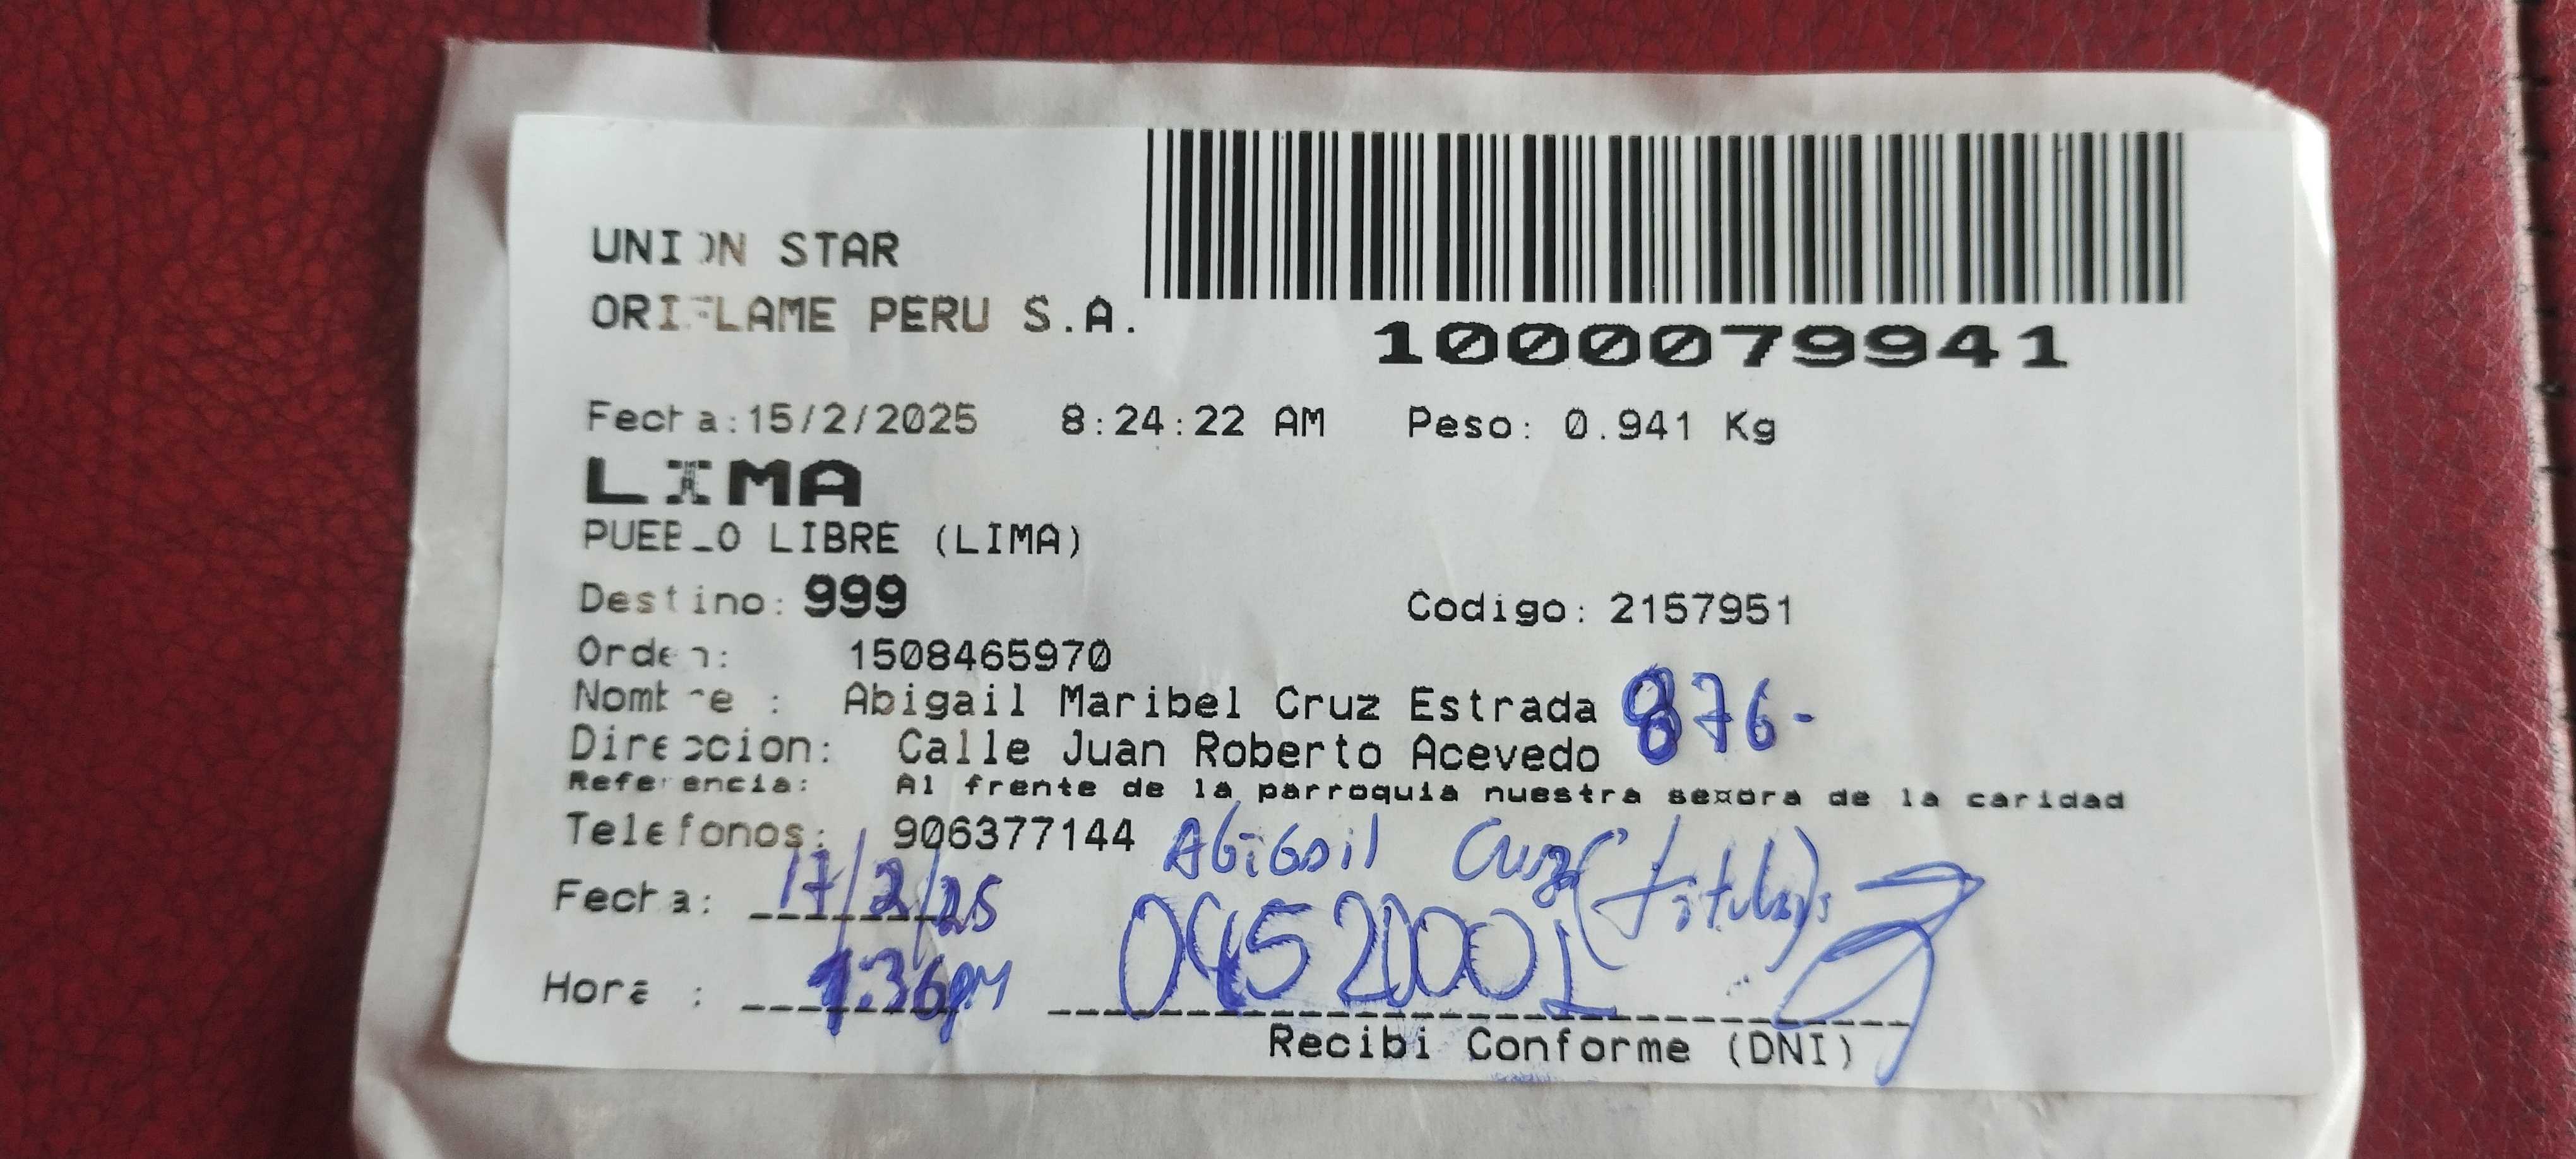 UNION STAR
ORIFLAME PERU S.A.
1000079941
Fecha:15/2/2025 8:24:22 AM Peso: 0.941 Kg
LIMA
PUEBLO LIBRE (LIMA)
Destino: 999 Codigo: 2157951
Orden: 1508465970
Nombre : Abigail Maribel Cruz Estrada 876-
Direccion: Calle Juan Roberto Acevedo
Referencia: Al frente de la parroquia nuestra se¤ora de la caridad
Telefonos: 906377144 Abigail Cruz (titular)
Fecha: 17/2/25
Hora : 1:36pm
Recibi Conforme (DNI)